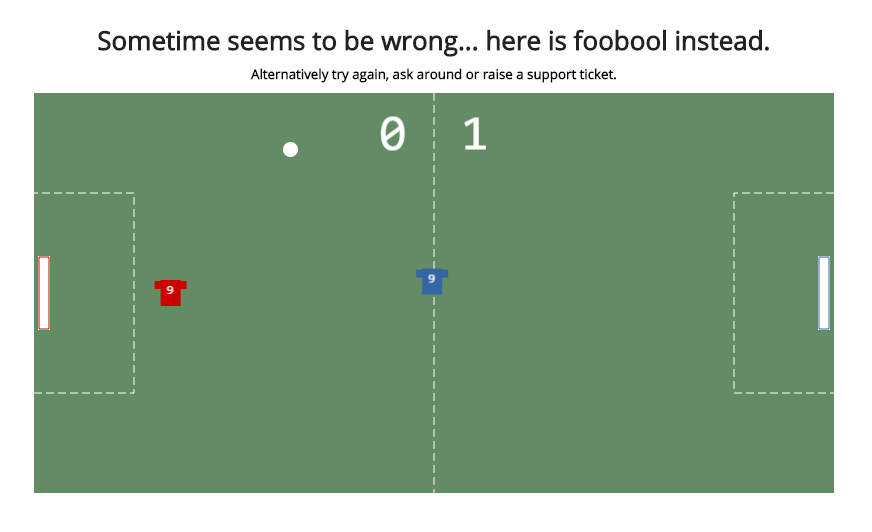 Sometime seems to be wrong... here is foobool instead.
Alternatively try again, ask around or raise a support ticket.
0 1
9
9